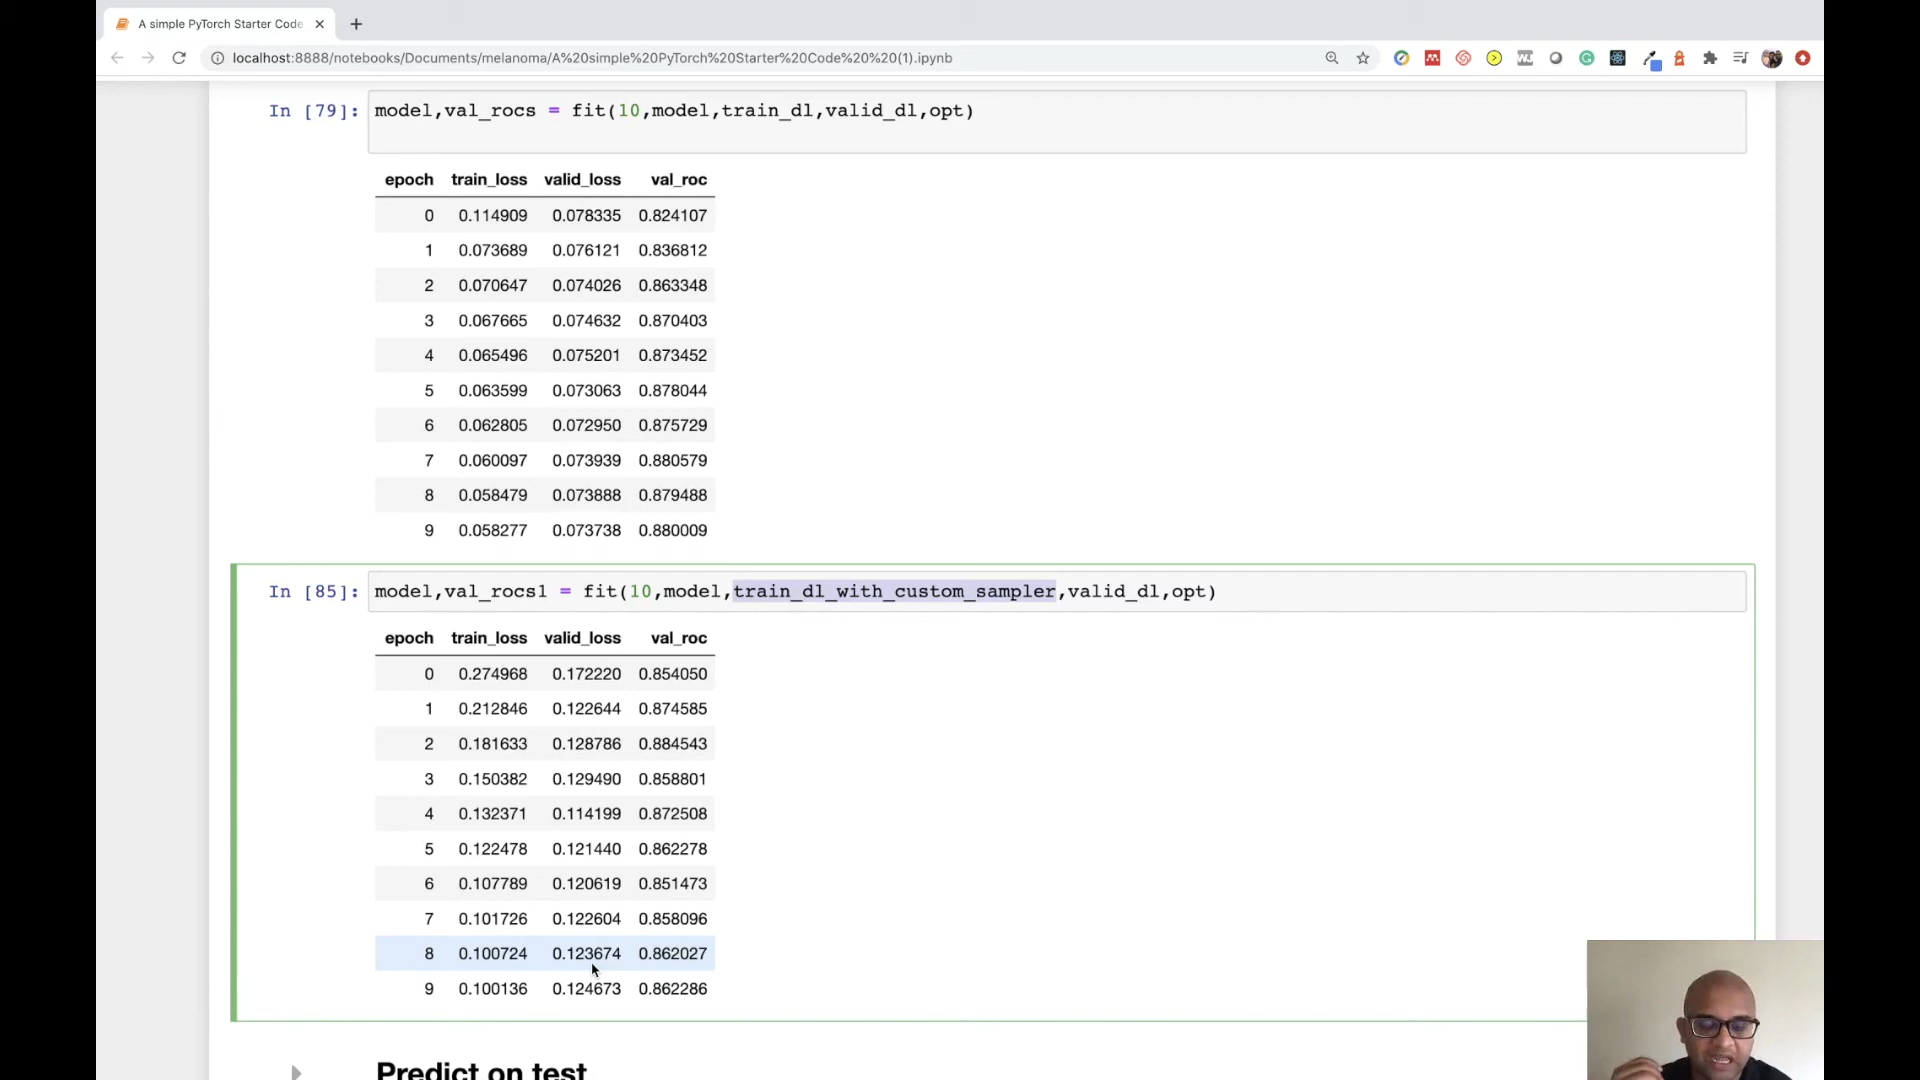 A simple PyTorch Starter Code
localhost:8888/notebooks/Documents/melanoma/A%20simple%20PyTorch%20Starter%20Code%20%20(1).ipynb
In [79]: model,val_rocs = fit(10,model,train_dl,valid_dl,opt)
epoch train_loss valid_loss val_roc
0 0.114909 0.078335 0.824107
1 0.073689 0.076121 0.836812
2 0.070647 0.074026 0.863348
3 0.067665 0.074632 0.870403
4 0.065496 0.075201 0.873452
5 0.063599 0.073063 0.878044
6 0.062805 0.072950 0.875729
7 0.060097 0.073939 0.880579
8 0.058479 0.073888 0.879488
9 0.058277 0.073738 0.880009
In [85]: model,val_rocs1 = fit(10,model,train_dl_with_custom_sampler,valid_dl,opt)
epoch train_loss valid_loss val_roc
0 0.274968 0.172220 0.854050
1 0.212846 0.122644 0.874585
2 0.181633 0.128786 0.884543
3 0.150382 0.129490 0.858801
4 0.132371 0.114199 0.872508
5 0.122478 0.121440 0.862278
6 0.107789 0.120619 0.851473
7 0.101726 0.122604 0.858096
8 0.100724 0.123674 0.862027
9 0.100136 0.124673 0.862286
Predict on test